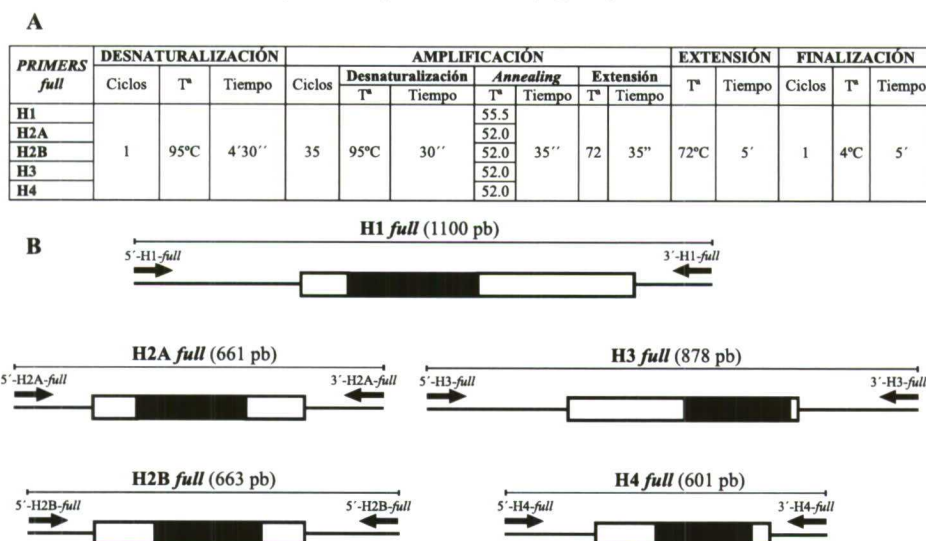 A
PRIMERS full DESNATURALIZACIÓN AMPLIFICACIÓN EXTENSIÓN FINALIZACIÓN
Ciclos Tª Tiempo Ciclos Desnaturalización Annealing Extensión Tª Tiempo Ciclos Tª Tiempo
Tª Tiempo Tª Tiempo Tª Tiempo
H1 55.5
H2A 52.0
H2B 1 95ºC 4´30´´ 35 95ºC 30´´ 52.0 35´´ 72 35” 72ºC 5´ 1 4ºC 5´
H3 52.0
H4 52.0
B
H1 full (1100 pb)
5´-H1-full 3´-H1-full
H2A full (661 pb) H3 full (878 pb)
5´-H2A-full 3´-H2A-full 5´-H3-full 3´-H3-full
H2B full (663 pb) H4 full (601 pb)
5´-H2B-full 5´-H2B-full 5´-H4-full 3´-H4-full